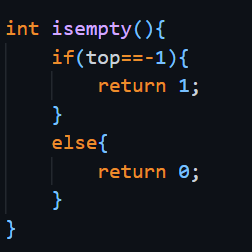 int isempty(){
    if(top==-1){
        return 1;
    }
    else{
        return 0;
    }
}